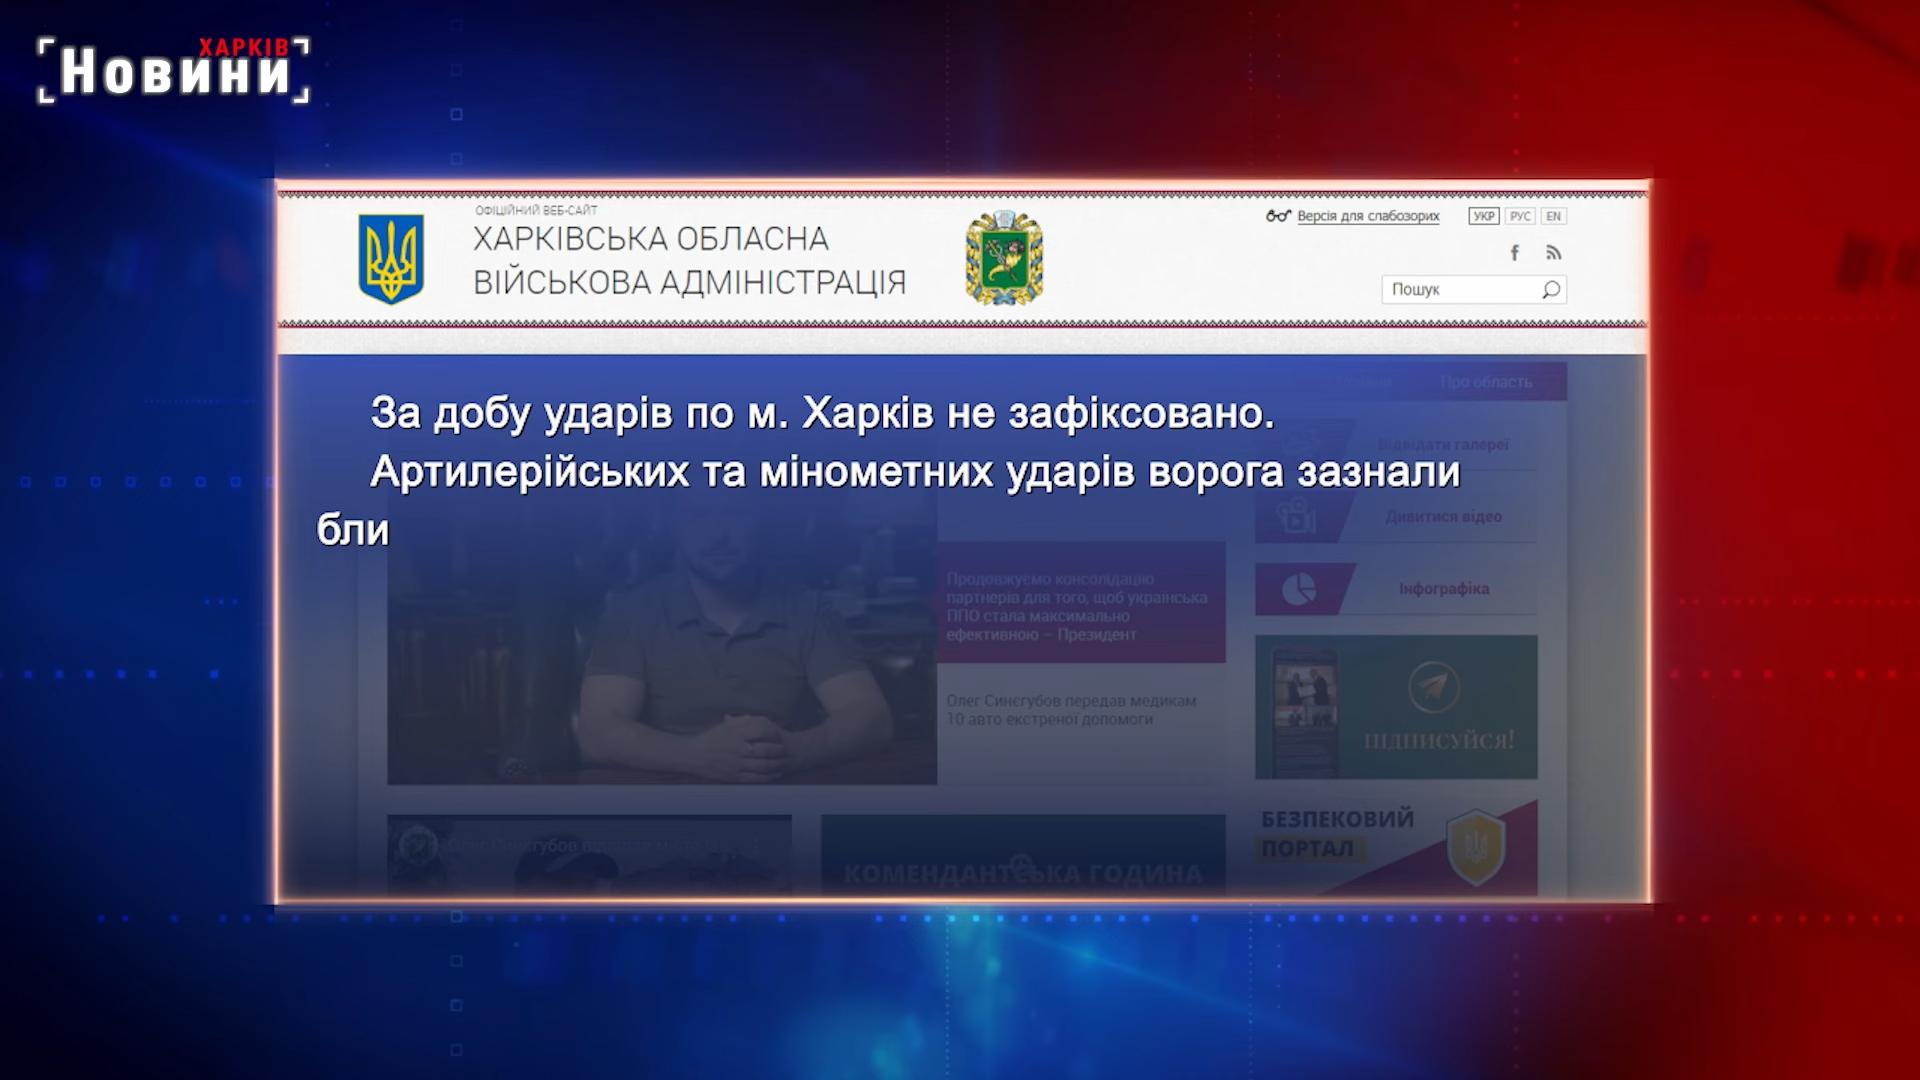 ХАРКІВ
Новини
ОФІЦІЙНИЙ ВЕБ-САЙТ
ХАРКІВСЬКА ОБЛАСНА
ВІЙСЬКОВА АДМІНІСТРАЦІЯ
Версія для слабозорих
УКР РУС EN
Пошук
За добу ударів по м. Харків не зафіксовано.
Артилерійських та мінометних ударів ворога зазнали
бли
Про область
Відвідати галереї
Дивитися відео
Інфографіка
Продовжуємо консолідацію
партнерів для того, щоб українська
ППО стала максимально
ефективною – Президент
Олег Синєгубов передав медикам
10 авто екстреної допомоги
ПІДПИСУЙСЯ!
БЕЗПЕКОВИЙ
ПОРТАЛ
Олег Синєгубов
КОМЕНДАНТСЬКА ГОДИНА